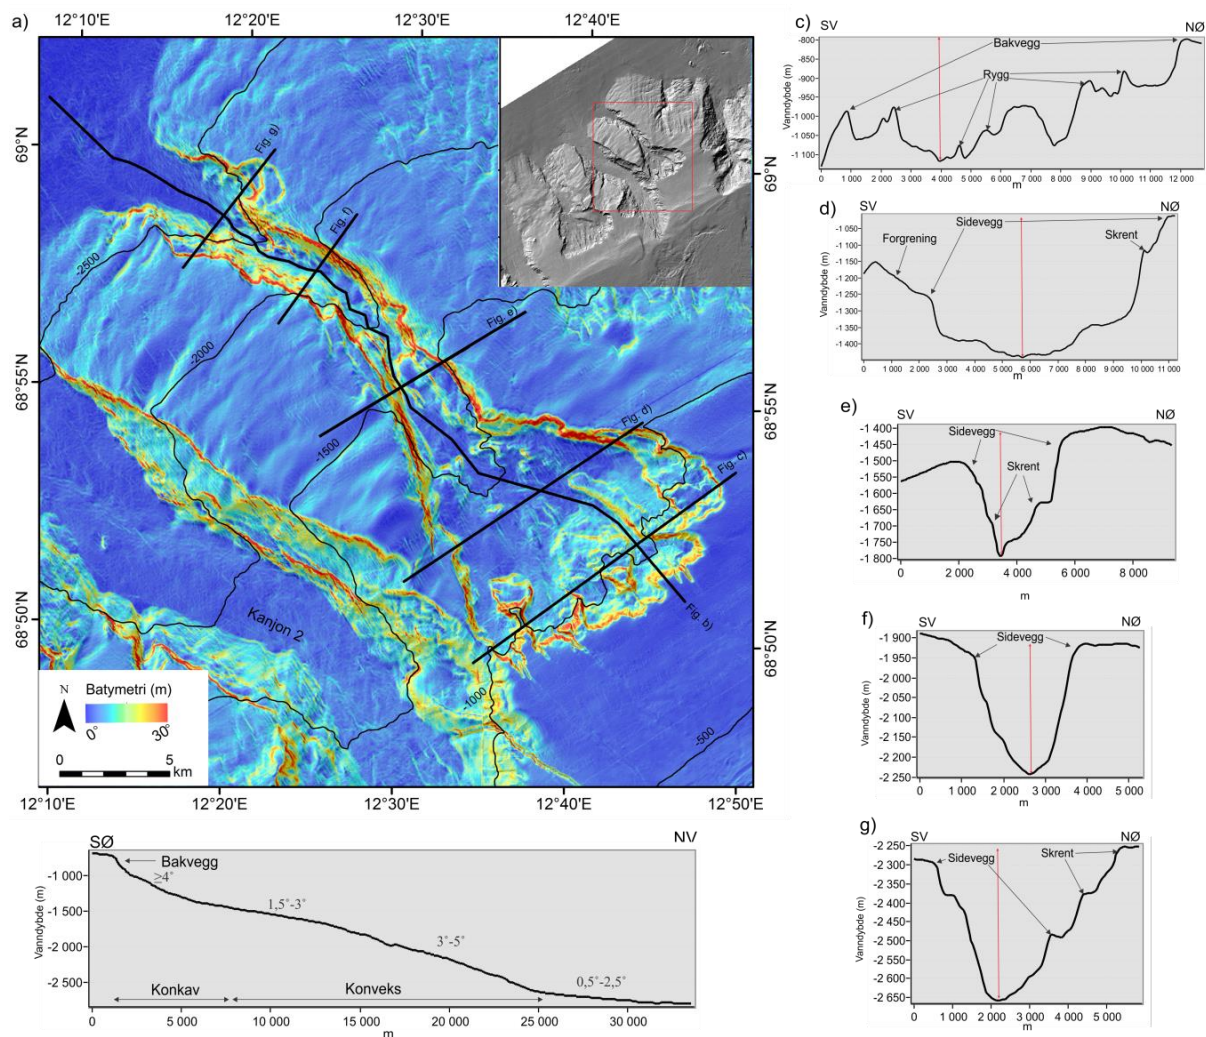 a)
12°10'E
12°20'E
12°40'E
69°N
68°55'N
68°50'N
69°N
68°55'N
68°50'N
Fig. g)
Fig. f)
Fig. e)
Fig. d)
Fig. c)
Fig. b)
-2500
-2000
-1500
-1000
-500
Kanjon 2
N
Batymetri (m)
0°
30°
0 5
km
12°10'E 12°20'E 12°30'E 12°40'E 12°50'E
SØ NV
Vanndybde (m)
-1 000
-1 500
-2 000
-2 500
Bakvegg
≥4°
1,5°-3°
3°-5°
0,5°-2,5°
Konkav
Konveks
0 5 000 10 000 15 000 20 000 25 000 30 000
m
c)
SV NØ
Vanndybde (m)
-800
-850
-900
-950
-1 000
-1 050
-1 100
Bakvegg
Rygg
0 1 000 2 000 3 000 4 000 5 000 6 000 7 000 8 000 9 000 10 000 11 000 12 000
m
d)
SV NØ
Vanndybde (m)
-1 050
-1 100
-1 150
-1 200
-1 250
-1 300
-1 350
-1 400
Forgrening
Sidevegg
Skrent
0 1 000 2 000 3 000 4 000 5 000 6 000 7 000 8 000 9 000 10 000 11 000
m
e)
SV NØ
Vanndybde (m)
-1 400
-1 450
-1 500
-1 550
-1 600
-1 650
-1 700
-1 750
-1 800
Sidevegg
Skrent
0 2 000 4 000 6 000 8 000
m
f)
SV NØ
Vanndybde (m)
-1 900
-1 950
-2 000
-2 050
-2 100
-2 150
-2 200
-2 250
Sidevegg
0 1 000 2 000 3 000 4 000 5 000
m
g)
SV NØ
Vanndybde (m)
-2 250
-2 300
-2 350
-2 400
-2 450
-2 500
-2 550
-2 600
-2 650
Sidevegg
Skrent
0 1 000 2 000 3 000 4 000 5 000
m